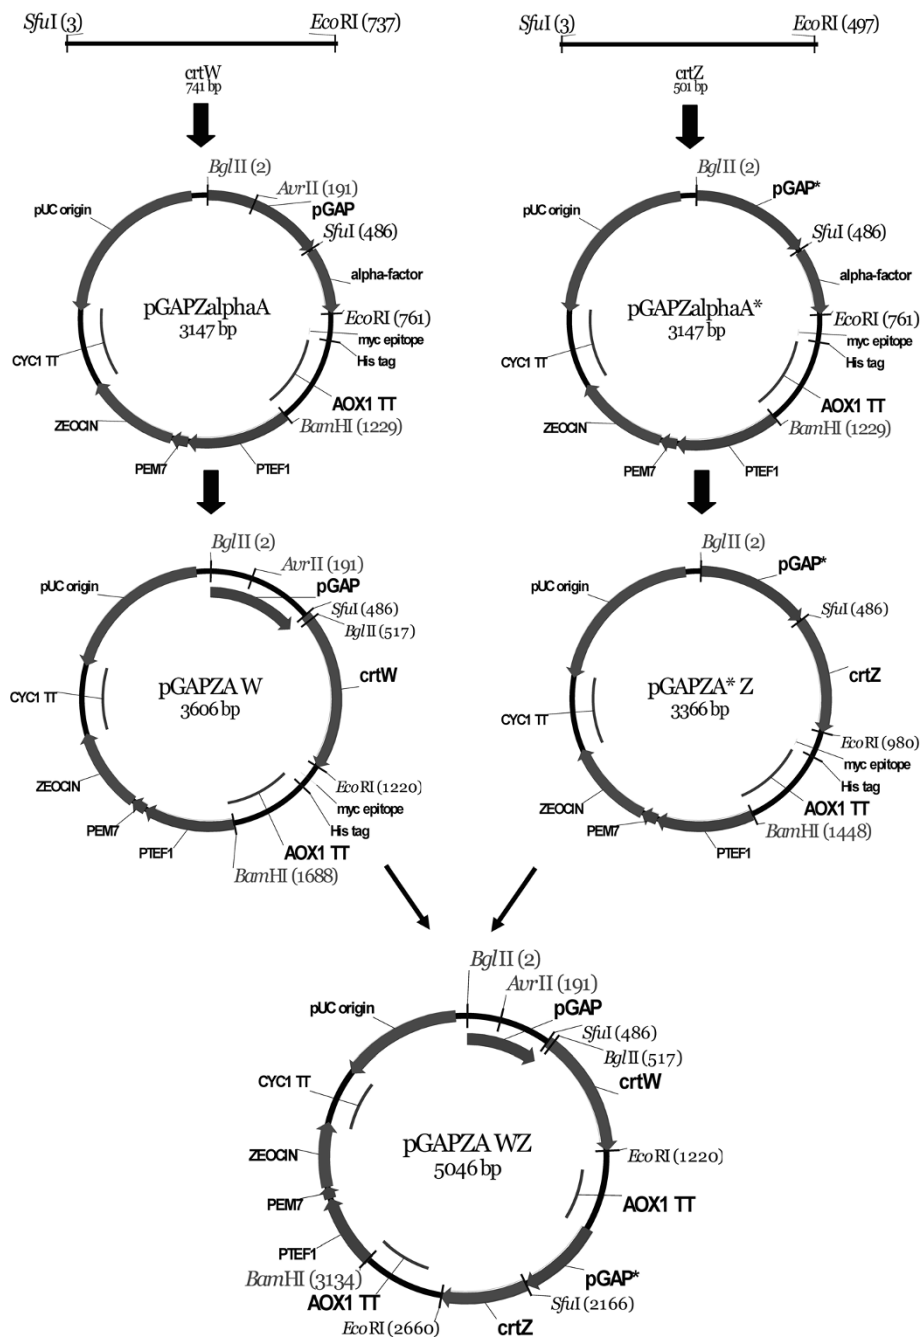 SfuI (3)
EcoRI (737)
crtW
741 bp
SfuI (3)
EcoRI (497)
crtZ
501 bp
BglII (2)
AvrII (191)
pGAP
SfuI (486)
alpha-factor
EcoRI (761)
myc epitope
His tag
AOX1 TT
BamHI (1229)
PTEF1
PEM7
ZEOCIN
CYC1 TT
pUC origin
pGAPZalphaA
3147 bp
BglII (2)
pGAP*
SfuI (486)
alpha-factor
EcoRI (761)
myc epitope
His tag
AOX1 TT
BamHI (1229)
PTEF1
PEM7
ZEOCIN
CYC1 TT
pUC origin
pGAPZalphaA*
3147 bp
BglII (2)
AvrII (191)
pGAP
SfuI (486)
BglII (517)
crtW
EcoRI (1220)
myc epitope
His tag
AOX1 TT
BamHI (1688)
PTEF1
PEM7
ZEOCIN
CYC1 TT
pUC origin
pGAPZA W
3606 bp
BglII (2)
pGAP*
SfuI (486)
crtZ
EcoRI (980)
myc epitope
His tag
AOX1 TT
BamHI (1448)
PTEF1
PEM7
ZEOCIN
CYC1 TT
pUC origin
pGAPZA* Z
3366 bp
BglII (2)
AvrII (191)
pGAP
SfuI (486)
BglII (517)
crtW
EcoRI (1220)
AOX1 TT
pGAP*
SfuI (2166)
crtZ
EcoRI (2660)
AOX1 TT
BamHI (3134)
PTEF1
PEM7
ZEOCIN
CYC1 TT
pUC origin
pGAPZA WZ
5046 bp